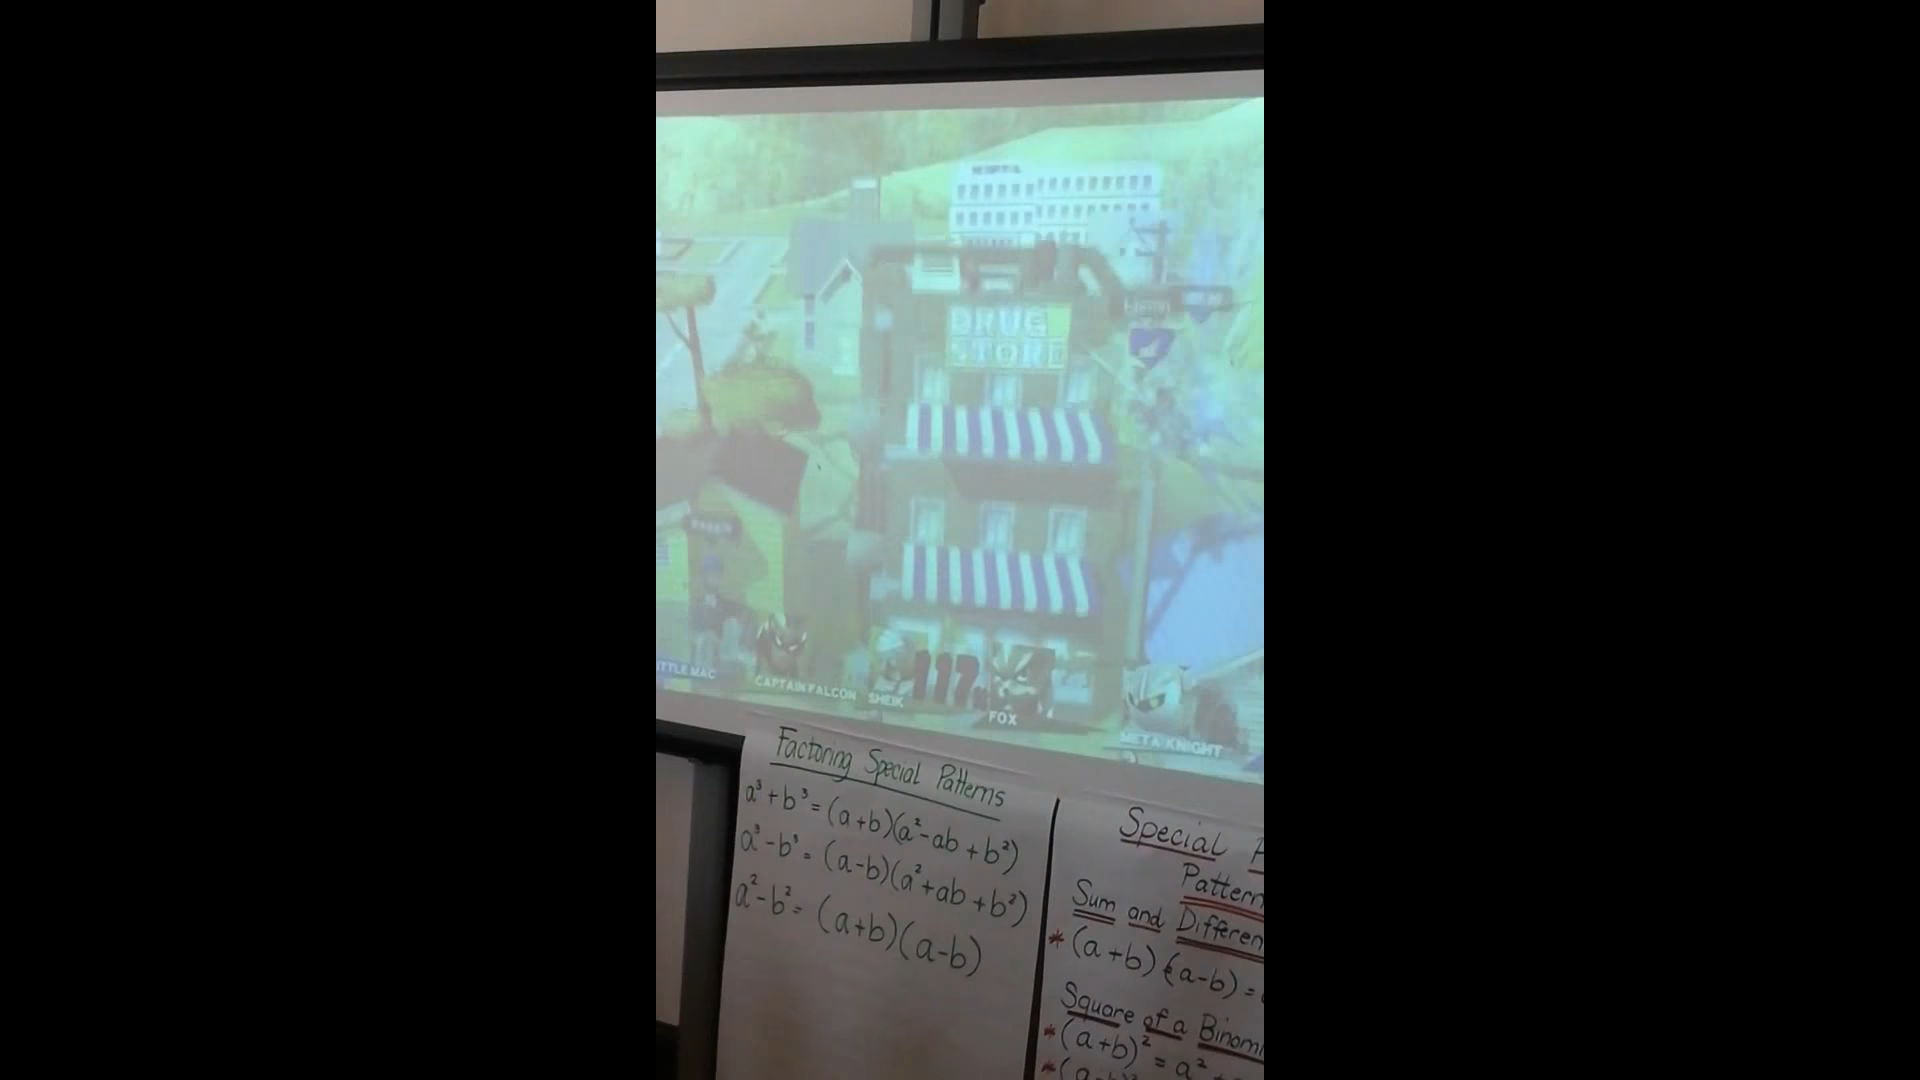 HOSPITAL
DRUG
STORE
LITTLE MAC
CAPTAIN FALCON
SHEIK
117
FOX
META KNIGHT
Factoring Special Patterns
a³+b³=(a+b)(a²-ab+b²)
a³-b³=(a-b)(a²+ab+b²)
a²-b²=(a+b)(a-b)
Special
Pattern
Sum and Differen
* (a+b)(a-b)=
Square of a Binomi
* (a+b)²=a²